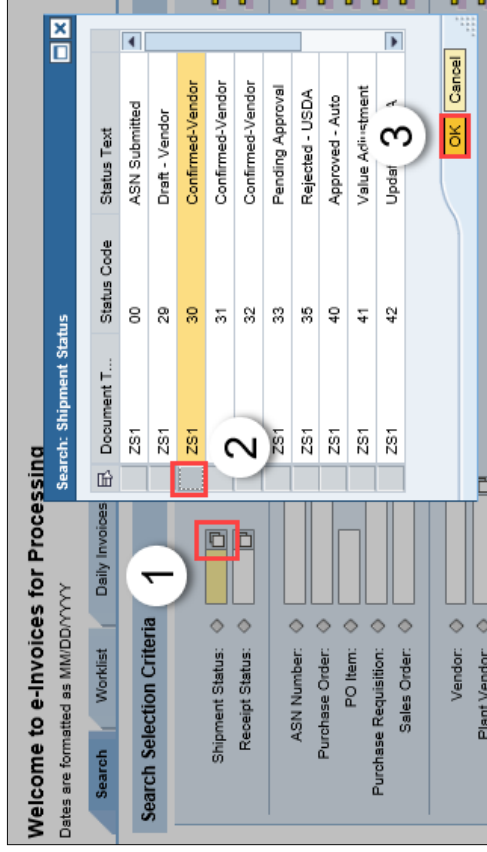 Welcome to e-Invoices for Processing
Dates are formatted as MM/DD/YYYY
Search
Worklist
Daily Invoices
Search Selection Criteria
Shipment Status:
Receipt Status:
ASN Number:
Purchase Order:
PO Item:
Purchase Requisition:
Sales Order:
Vendor:
Plant Vendor:
1
Search: Shipment Status
Document T... Status Code Status Text
ZS1 00 ASN Submitted
ZS1 29 Draft - Vendor
ZS1 30 Confirmed-Vendor
ZS1 31 Confirmed-Vendor
ZS1 32 Confirmed-Vendor
ZS1 33 Pending Approval
ZS1 35 Rejected - USDA
ZS1 40 Approved - Auto
ZS1 41 Value Adjustment
ZS1 42
2
3
OK Cancel